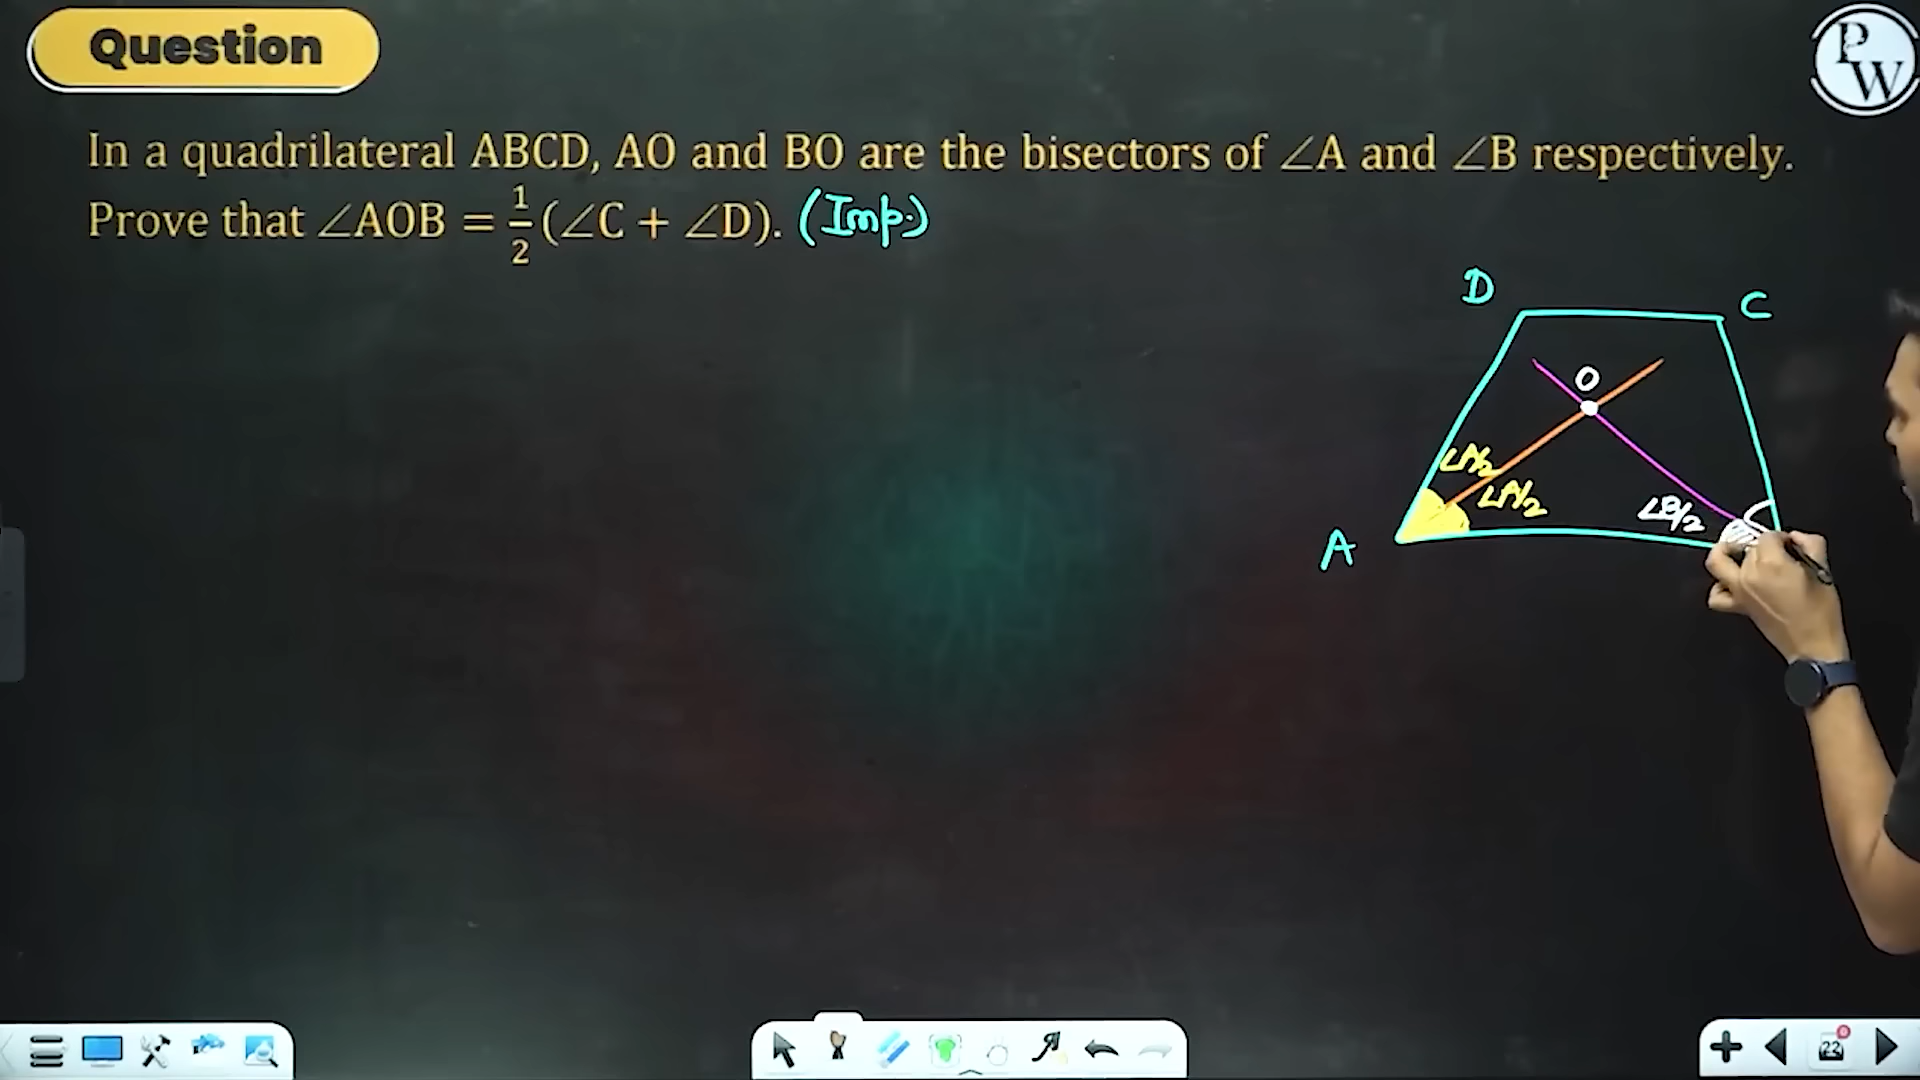 Question
PW
In a quadrilateral ABCD, AO and BO are the bisectors of ∠A and ∠B respectively.
Prove that ∠AOB = 1/2 (∠C + ∠D). (Imp.)
D
C
O
∠A/2
∠A/2
∠B/2
A
22